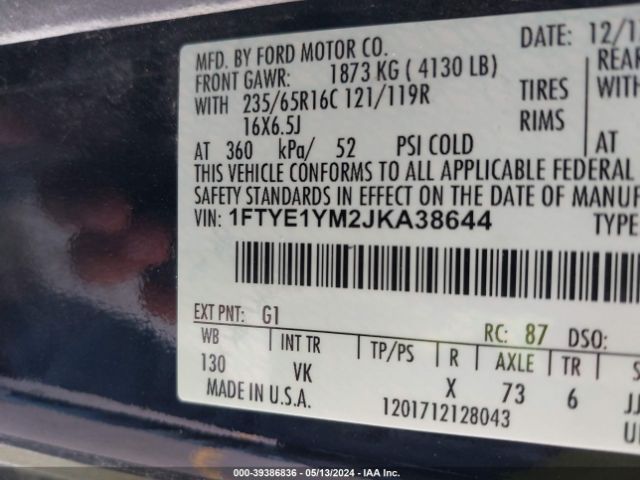 MFD. BY FORD MOTOR CO. DATE: 12/1
FRONT GAWR: 1873 KG ( 4130 LB) REAR
WITH 235/65R16C 121/119R TIRES WITH
16X6.5J RIMS
AT 360 kPa/ 52 PSI COLD AT
THIS VEHICLE CONFORMS TO ALL APPLICABLE FEDERAL
SAFETY STANDARDS IN EFFECT ON THE DATE OF MANUF
VIN: 1FTYE1YM2JKA38644 TYPE
EXT PNT: G1 RC: 87 DSO:
WB INT TR TP/PS R AXLE TR S
130 VK X 73 6 JJ
MADE IN U.S.A. 1201712128043
000-39386836 - 05/13/2024 - IAA Inc.